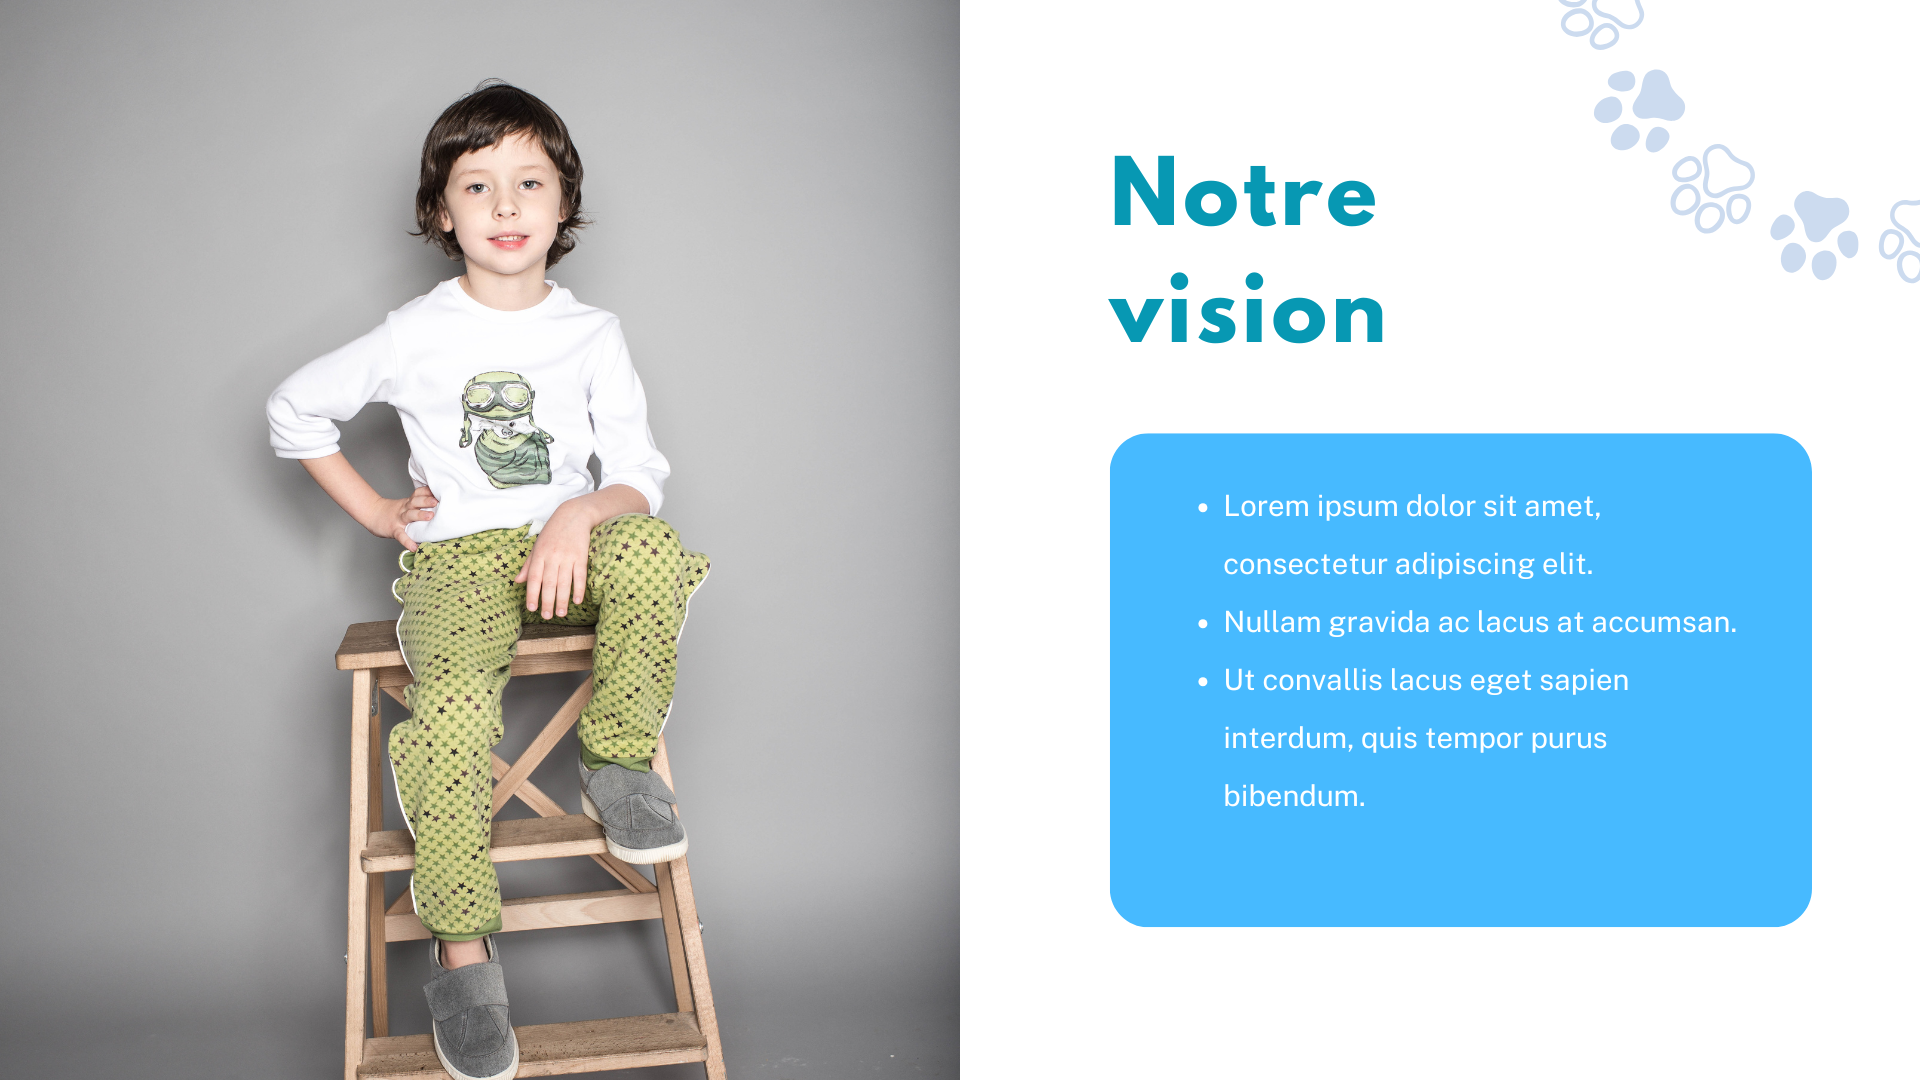 Notre
vision
• Lorem ipsum dolor sit amet,
consectetur adipiscing elit.
• Nullam gravida ac lacus at accumsan.
• Ut convallis lacus eget sapien
interdum, quis tempor purus
bibendum.